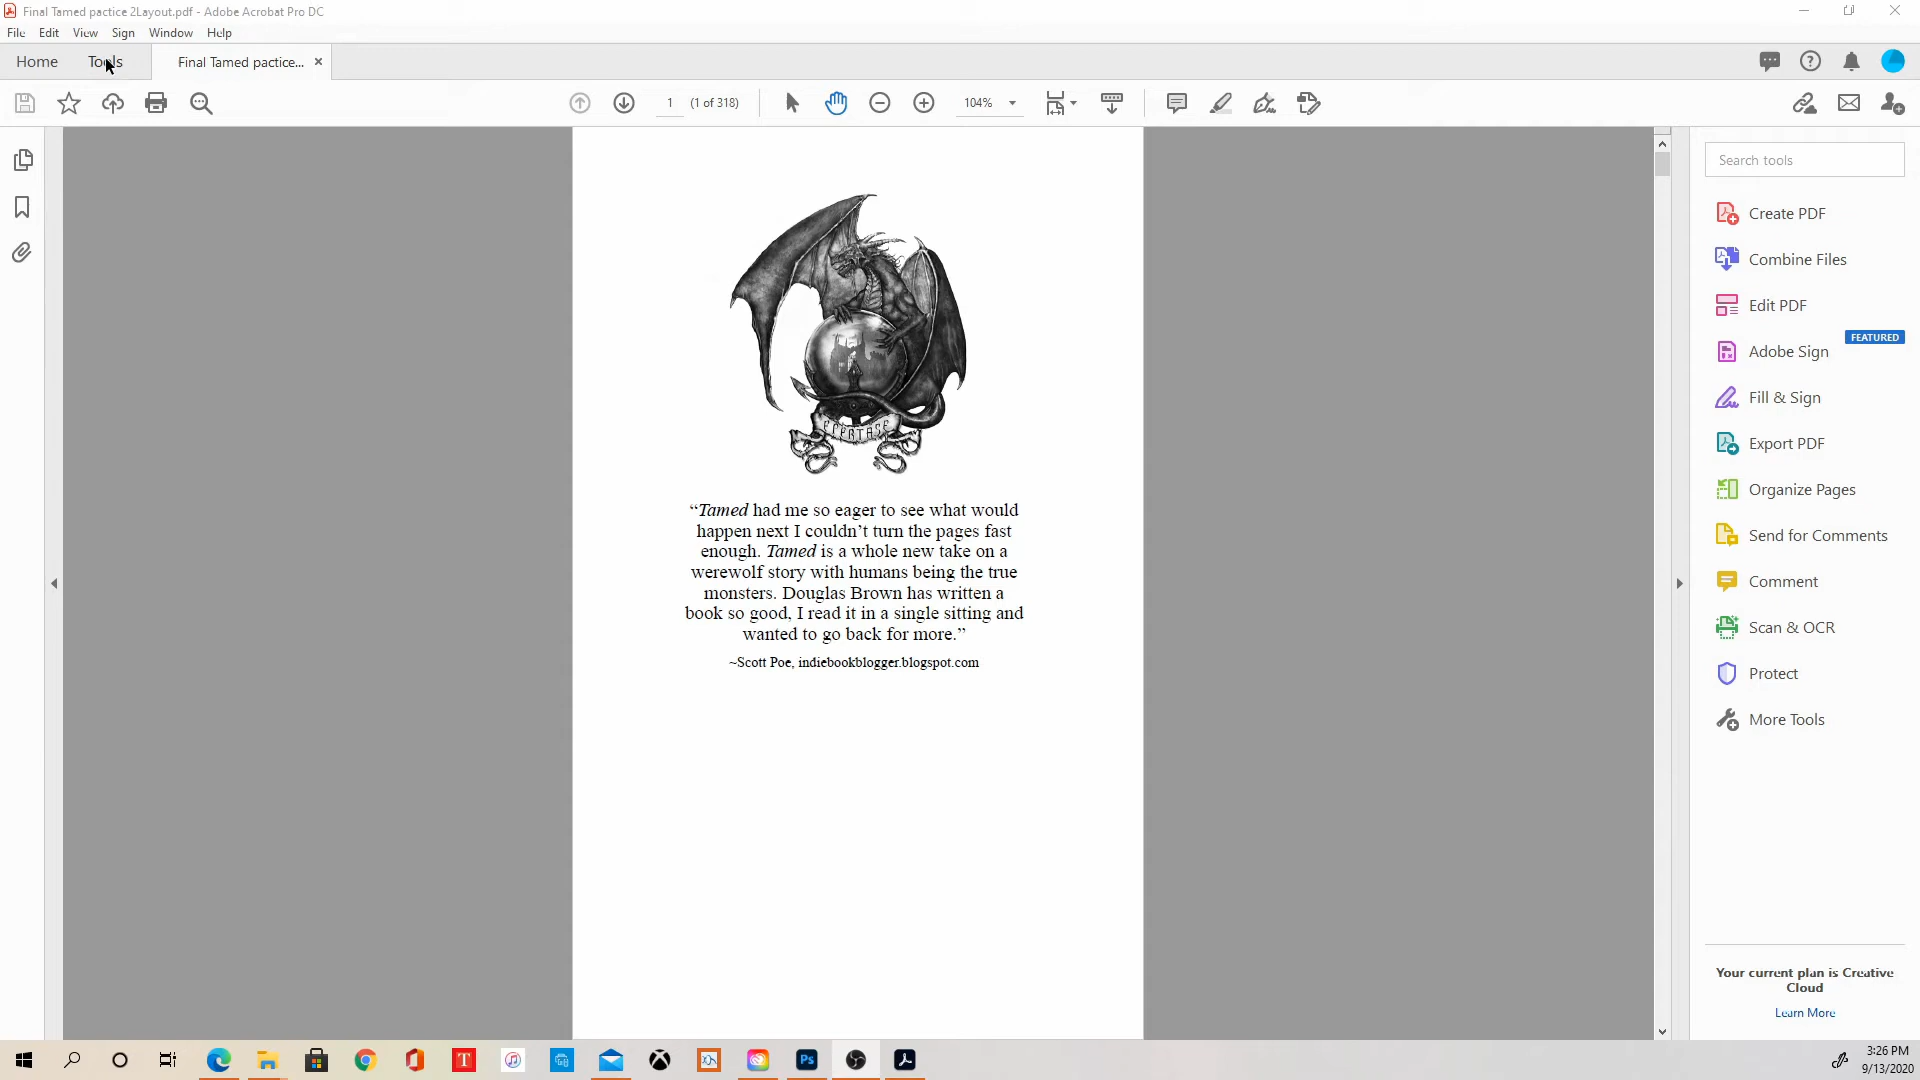 Final Tamed pactice 2Layout.pdf - Adobe Acrobat Pro DC
File Edit View Sign Window Help
Home Tools Final Tamed pactice... ×
1 (1 of 318) 104%
Search tools
Create PDF
Combine Files
Edit PDF
FEATURED
Adobe Sign
Fill & Sign
Export PDF
Organize Pages
Send for Comments
Comment
Scan & OCR
Protect
More Tools
EPERTASE
“Tamed had me so eager to see what would
happen next I couldn’t turn the pages fast
enough. Tamed is a whole new take on a
werewolf story with humans being the true
monsters. Douglas Brown has written a
book so good, I read it in a single sitting and
wanted to go back for more.”
~Scott Poe, indiebookblogger.blogspot.com
Your current plan is Creative
Cloud
Learn More
T
Ps
3:26 PM
9/13/2020